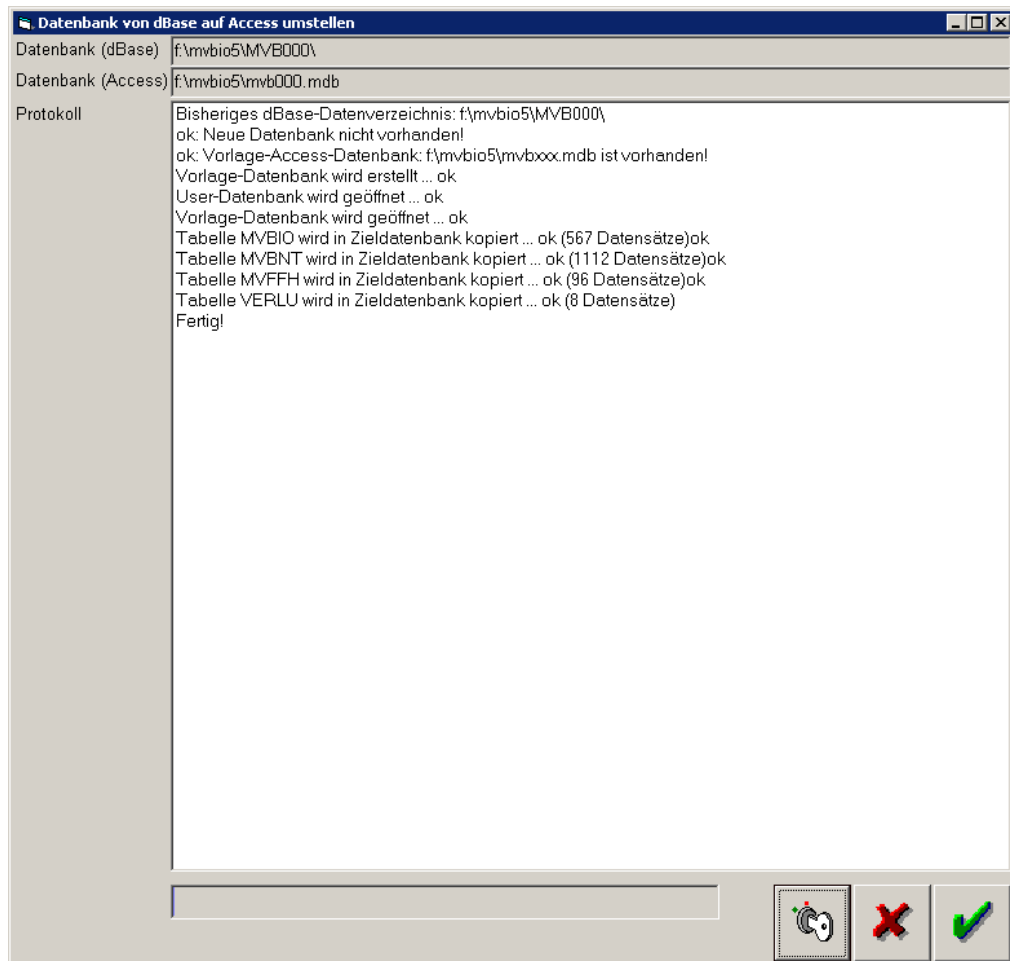 Datenbank von dBase auf Access umstellen
Datenbank (dBase) f:\mvbio5\MVB000\
Datenbank (Access) f:\mvbio5\mvb000.mdb
Protokoll
Bisheriges dBase-Datenverzeichnis: f:\mvbio5\MVB000\
ok: Neue Datenbank nicht vorhanden!
ok: Vorlage-Access-Datenbank: f:\mvbio5\mvbxxx.mdb ist vorhanden!
Vorlage-Datenbank wird erstellt ... ok
User-Datenbank wird geöffnet ... ok
Vorlage-Datenbank wird geöffnet ... ok
Tabelle MVBIO wird in Zieldatenbank kopiert ... ok (567 Datensätze)ok
Tabelle MVBNT wird in Zieldatenbank kopiert ... ok (1112 Datensätze)ok
Tabelle MVFFH wird in Zieldatenbank kopiert ... ok (96 Datensätze)ok
Tabelle VERLU wird in Zieldatenbank kopiert ... ok (8 Datensätze)
Fertig!